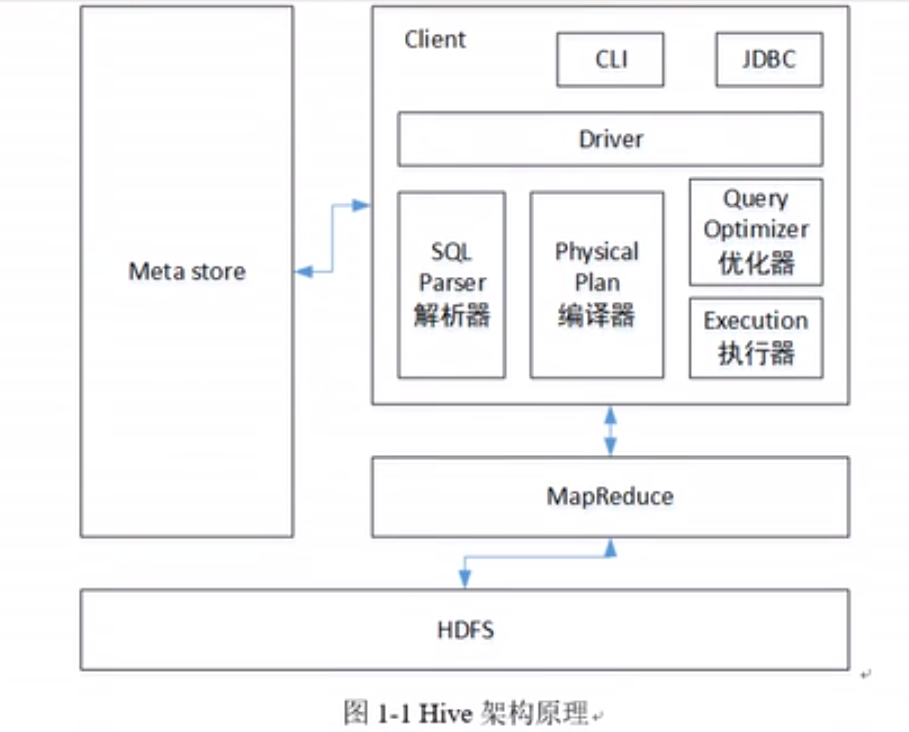 Client
CLI
JDBC
Driver
Meta store
SQL
Parser
解析器
Physical
Plan
编译器
Query
Optimizer
优化器
Execution
执行器
MapReduce
HDFS
图 1-1 Hive 架构原理